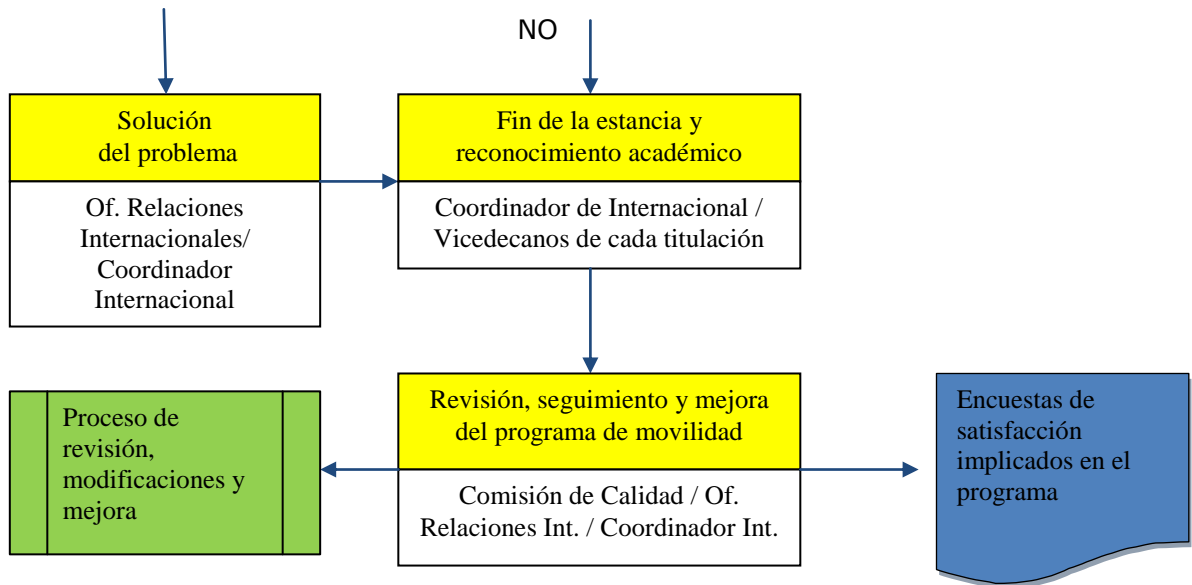 NO
Solución
del problema
Of. Relaciones
Internacionales/
Coordinador
Internacional
Fin de la estancia y
reconocimiento académico
Coordinador de Internacional /
Vicedecanos de cada titulación
Proceso de
revisión,
modificaciones y
mejora
Revisión, seguimiento y mejora
del programa de movilidad
Comisión de Calidad / Of.
Relaciones Int. / Coordinador Int.
Encuestas de
satisfacción
implicados en el
programa